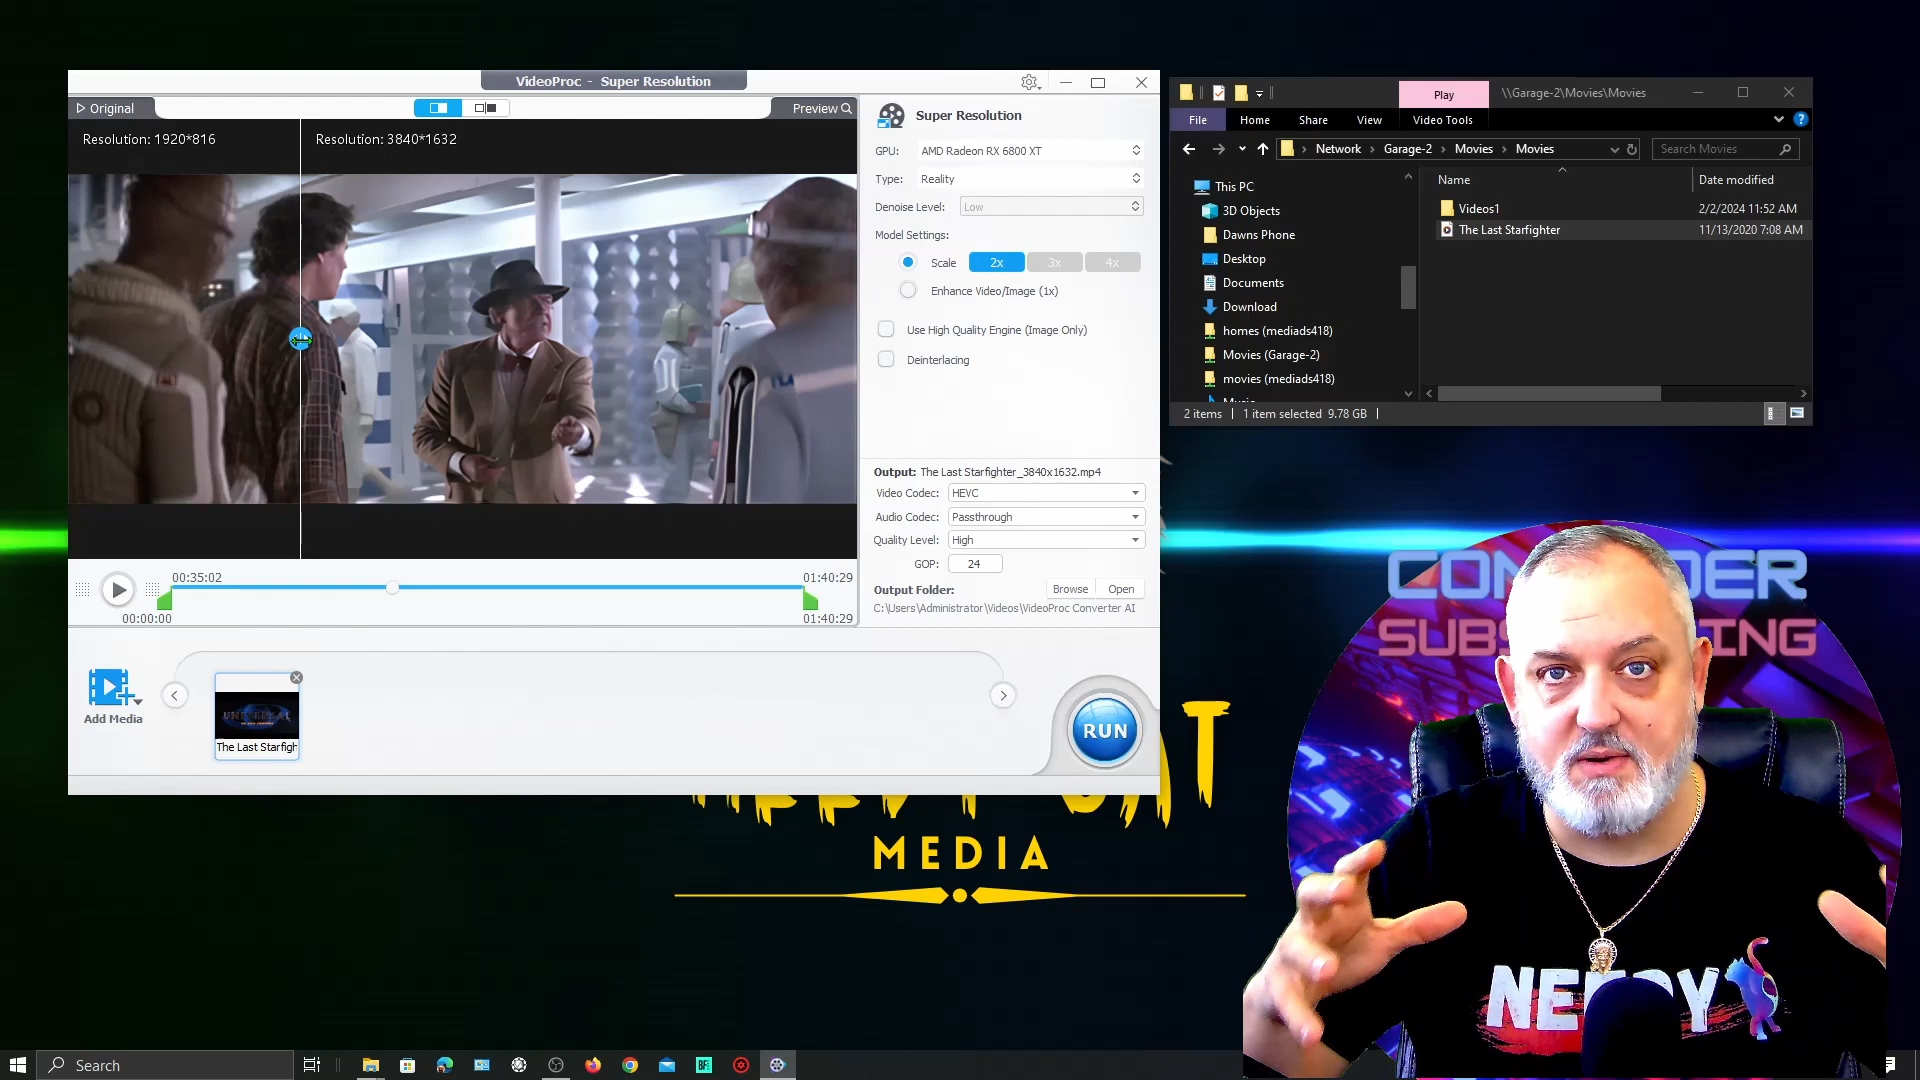 VideoProc - Super Resolution
Original
Preview
Resolution: 1920*816
Resolution: 3840*1632
Super Resolution
GPU:
AMD Radeon RX 6800 XT
Type:
Reality
Denoise Level:
Low
Model Settings:
Scale
2x
3x
4x
Enhance Video/Image (1x)
Use High Quality Engine (Image Only)
Deinterlacing
Output: The Last Starfighter_3840x1632.mp4
Video Codec:
HEVC
Audio Codec:
Passthrough
Quality Level:
High
GOP:
24
Output Folder:
Browse
Open
C:\Users\Administrator\Videos\VideoProc Converter AI
00:35:02
01:40:29
00:00:00
01:40:29
Add Media
UNIVERSAL
The Last Starfigh
RUN
Play
\\Garage-2\Movies\Movies
File
Home
Share
View
Video Tools
Network
Garage-2
Movies
Movies
Search Movies
This PC
3D Objects
Dawns Phone
Desktop
Documents
Download
homes (mediads418)
Movies (Garage-2)
movies (mediads418)
Name
Date modified
Videos1
2/2/2024 11:52 AM
The Last Starfighter
11/13/2020 7:08 AM
2 items
1 item selected 9.78 GB
MEDIA
Search